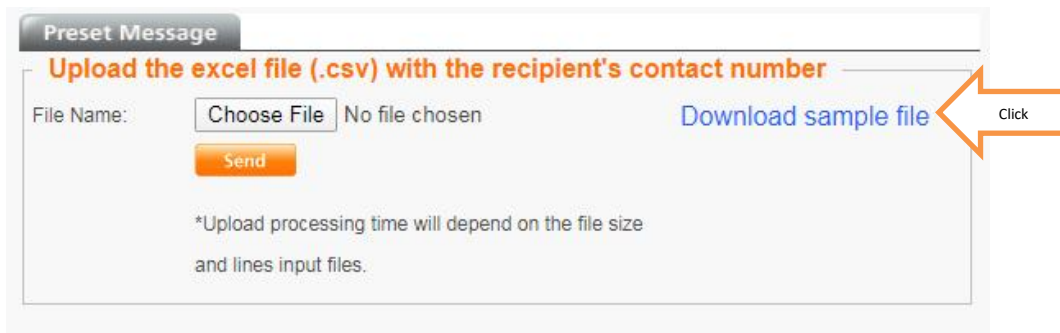 Preset Message
Upload the excel file (.csv) with the recipient's contact number
File Name: Choose File No file chosen Download sample file Click
Send
*Upload processing time will depend on the file size
and lines input files.